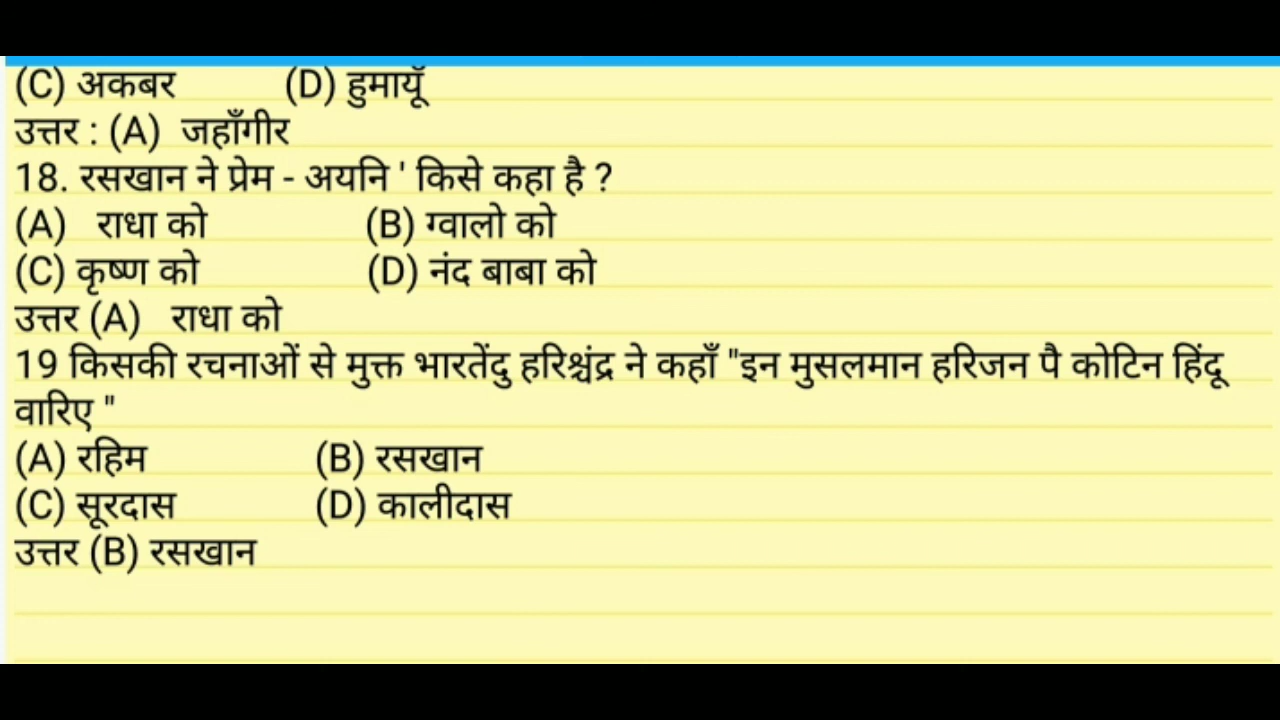 (C) अकबर (D) हुमायूँ
उत्तर : (A) जहाँगीर
18. रसखान ने प्रेम - अयनि ' किसे कहा है ?
(A) राधा को (B) ग्वालो को
(C) कृष्ण को (D) नंद बाबा को
उत्तर (A) राधा को
19 किसकी रचनाओं से मुक्त भारतेंदु हरिश्चंद्र ने कहाँ "इन मुसलमान हरिजन पै कोटिन हिंदू
वारिए "
(A) रहिम (B) रसखान
(C) सूरदास (D) कालीदास
उत्तर (B) रसखान